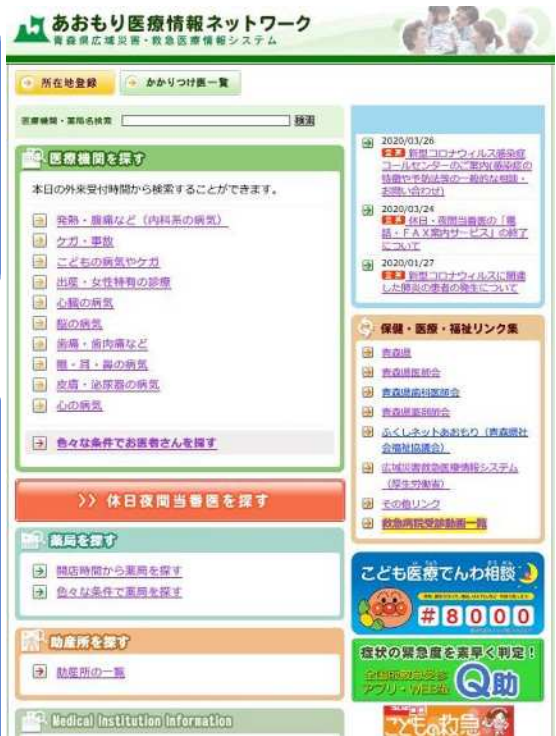 あおもり医療情報ネットワーク
青森県広域災害・救急医療情報システム
所在地登録
かかりつけ医一覧
医療機関・薬局名検索
検索
医療機関を探す
本日の外来受付時間から検索することができます。
発熱・腹痛など（内科系の病気）
ケガ・事故
こどもの病気やケガ
出産・女性特有の診療
心臓の病気
脳の病気
歯痛・歯肉痛など
眼・耳・鼻の病気
皮膚・泌尿器の病気
心の病気
色々な条件でお医者さんを探す
>> 休日夜間当番医を探す
薬局を探す
開店時間から薬局を探す
色々な条件で薬局を探す
助産所を探す
助産所の一覧
Medical Institution Information
2020/03/26
新型コロナウイルス感染症
コールセンターのご案内(感染症の
特徴や予防法等の一般的な相談・
お問い合わせ)
2020/03/24
休日・夜間当番医の「電
話・ＦＡＸ案内サービス」の終了
について
2020/01/27
新型コロナウイルスに関連
した肺炎の患者の発生について
保健・医療・福祉リンク集
青森県
青森県医師会
青森県歯科医師会
青森県薬剤師会
ふくしネットあおもり（青森県社
会福祉協議会）
広域災害救急医療情報システム
（厚生労働省）
その他リンク
救急病院受診動画一覧
こども医療でんわ相談
#8000
症状の緊急度を素早く判定！
全国版救急受診
アプリ・WEB版
Q助
こどもの救急